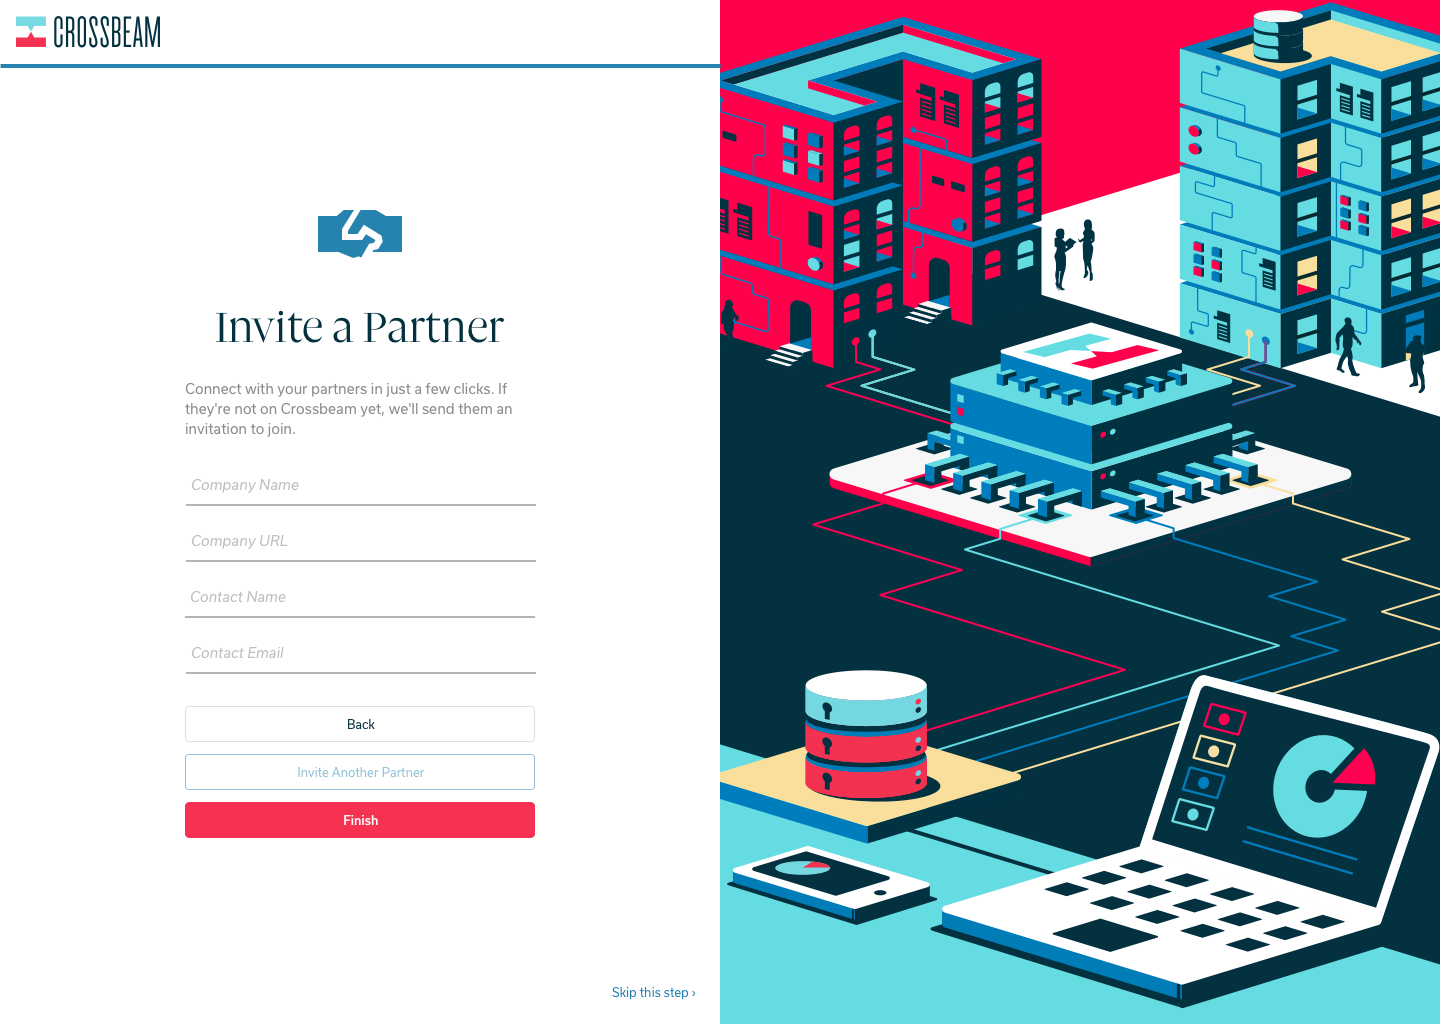 CROSSBEAM
Invite a Partner
Connect with your partners in just a few clicks. If
they're not on Crossbeam yet, we'll send them an
invitation to join.
Company Name
Company URL
Contact Name
Contact Email
Back
Invite Another Partner
Finish
Skip this step ›